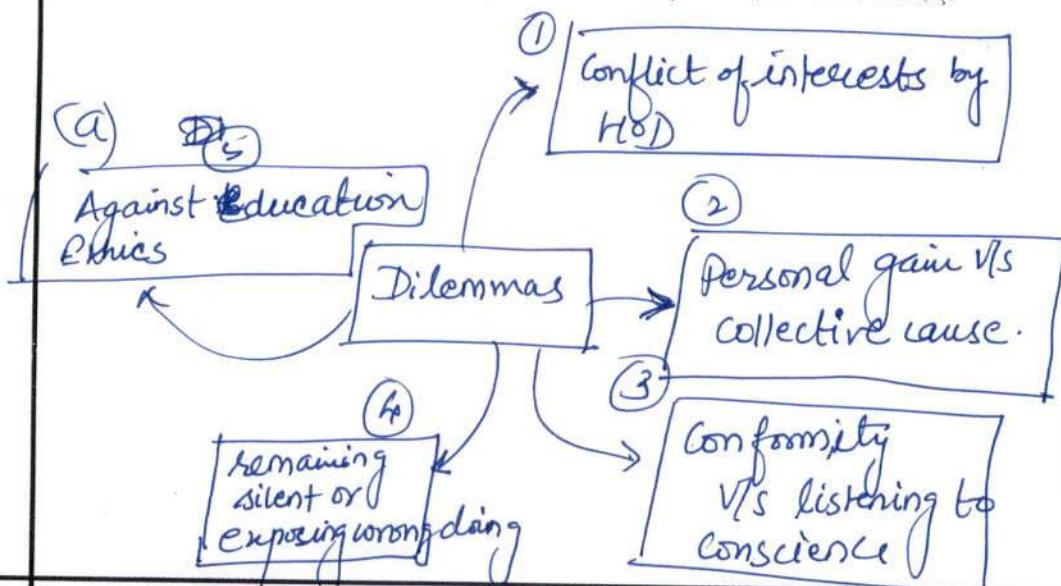 ①
Conflict of interests by
HOD
(a)
⑤
Against Education
Ethics
②
Dilemmas
Personal gain v/s
collective cause.
③
④
Conformity
v/s listening to
conscience
remaining
silent or
exposing wrong doing